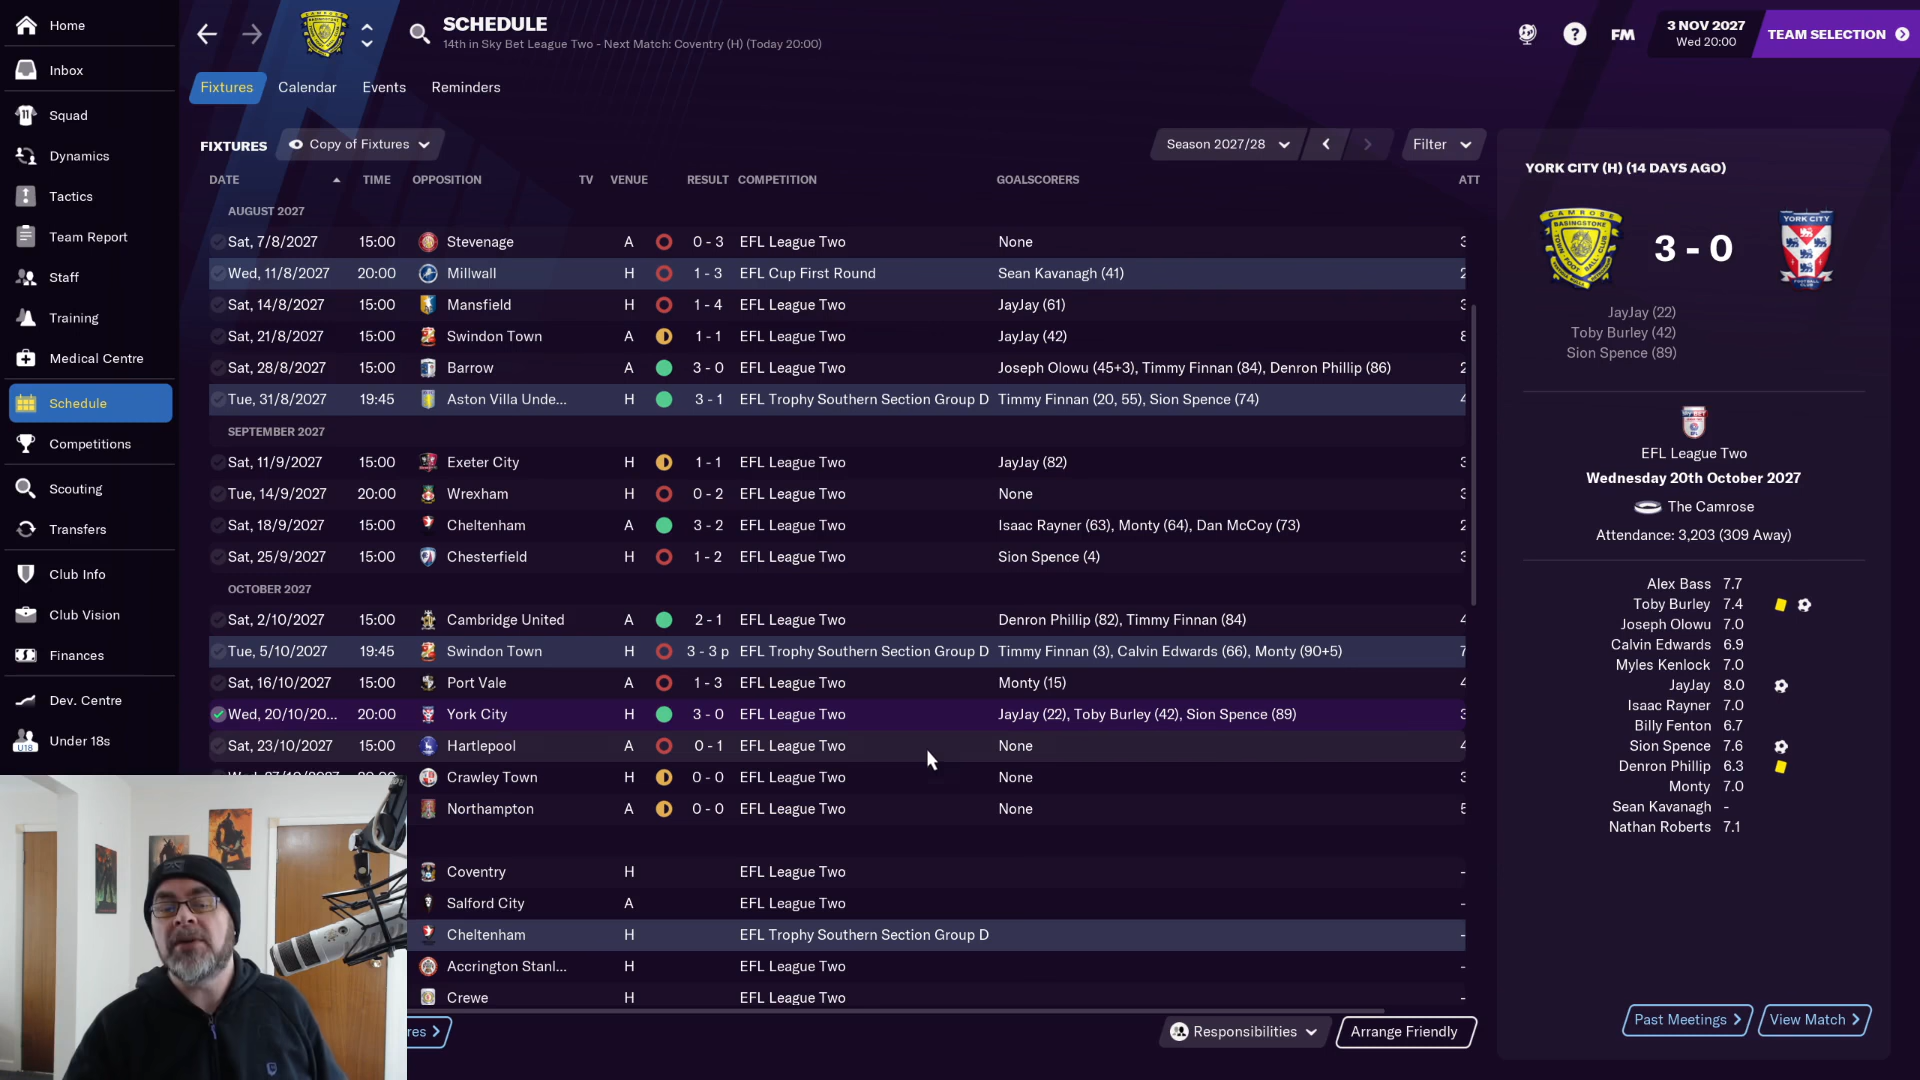 Home
Inbox
Squad
Dynamics
Tactics
Team Report
Staff
Training
Medical Centre
Schedule
Competitions
Scouting
Transfers
Club Info
Club Vision
Finances
Dev. Centre
Under 18s
SCHEDULE
14th in Sky Bet League Two - Next Match: Coventry (H) (Today 20:00)
FM
3 NOV 2027
Wed 20:00
TEAM SELECTION
Fixtures Calendar Events Reminders
FIXTURES Copy of Fixtures Season 2027/28 Filter
DATE TIME OPPOSITION TV VENUE RESULT COMPETITION GOALSCORERS ATT
AUGUST 2027
Sat, 7/8/2027 15:00 Stevenage A 0 - 3 EFL League Two None 3
Wed, 11/8/2027 20:00 Millwall H 1 - 3 EFL Cup First Round Sean Kavanagh (41) 2
Sat, 14/8/2027 15:00 Mansfield H 1 - 4 EFL League Two JayJay (61) 3
Sat, 21/8/2027 15:00 Swindon Town A 1 - 1 EFL League Two JayJay (42) 8
Sat, 28/8/2027 15:00 Barrow A 3 - 0 EFL League Two Joseph Olowu (45+3), Timmy Finnan (84), Denron Phillip (86) 2
Tue, 31/8/2027 19:45 Aston Villa Unde... H 3 - 1 EFL Trophy Southern Section Group D Timmy Finnan (20, 55), Sion Spence (74) 4
SEPTEMBER 2027
Sat, 11/9/2027 15:00 Exeter City H 1 - 1 EFL League Two JayJay (82) 3
Tue, 14/9/2027 20:00 Wrexham H 0 - 2 EFL League Two None 3
Sat, 18/9/2027 15:00 Cheltenham A 3 - 2 EFL League Two Isaac Rayner (63), Monty (64), Dan McCoy (73) 2
Sat, 25/9/2027 15:00 Chesterfield H 1 - 2 EFL League Two Sion Spence (4) 3
OCTOBER 2027
Sat, 2/10/2027 15:00 Cambridge United A 2 - 1 EFL League Two Denron Phillip (82), Timmy Finnan (84) 4
Tue, 5/10/2027 19:45 Swindon Town H 3 - 3 p EFL Trophy Southern Section Group D Timmy Finnan (3), Calvin Edwards (66), Monty (90+5) 7
Sat, 16/10/2027 15:00 Port Vale A 1 - 3 EFL League Two Monty (15) 4
Wed, 20/10/20... 20:00 York City H 3 - 0 EFL League Two JayJay (22), Toby Burley (42), Sion Spence (89) 3
Sat, 23/10/2027 15:00 Hartlepool A 0 - 1 EFL League Two None 4
Crawley Town H 0 - 0 EFL League Two None 3
Northampton A 0 - 0 EFL League Two None 5
Coventry H EFL League Two -
Salford City A EFL League Two -
Cheltenham H EFL Trophy Southern Section Group D -
Accrington Stanl... H EFL League Two -
Crewe H EFL League Two -
res Responsibilities Arrange Friendly
YORK CITY (H) (14 DAYS AGO)
CAMROSE
BASINGSTOKE
YORK CITY
3 - 0
JayJay (22)
Toby Burley (42)
Sion Spence (89)
EFL League Two
Wednesday 20th October 2027
The Camrose
Attendance: 3,203 (309 Away)
Alex Bass 7.7
Toby Burley 7.4
Joseph Olowu 7.0
Calvin Edwards 6.9
Myles Kenlock 7.0
JayJay 8.0
Isaac Rayner 7.0
Billy Fenton 6.7
Sion Spence 7.6
Denron Phillip 6.3
Monty 7.0
Sean Kavanagh -
Nathan Roberts 7.1
Past Meetings View Match